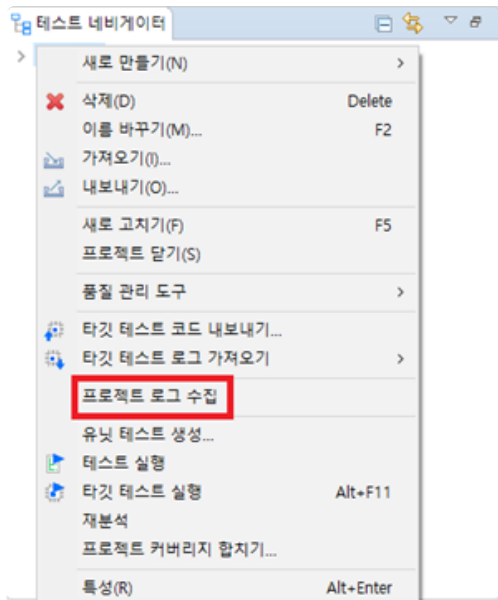 테스트 네비게이터
새로 만들기(N)
삭제(D) Delete
이름 바꾸기(M)... F2
가져오기(I)...
내보내기(O)...
새로 고치기(F) F5
프로젝트 닫기(S)
품질 관리 도구
타깃 테스트 코드 내보내기...
타깃 테스트 로그 가져오기
프로젝트 로그 수집
유닛 테스트 생성...
테스트 실행
타깃 테스트 실행 Alt+F11
재분석
프로젝트 커버리지 합치기...
특성(R) Alt+Enter